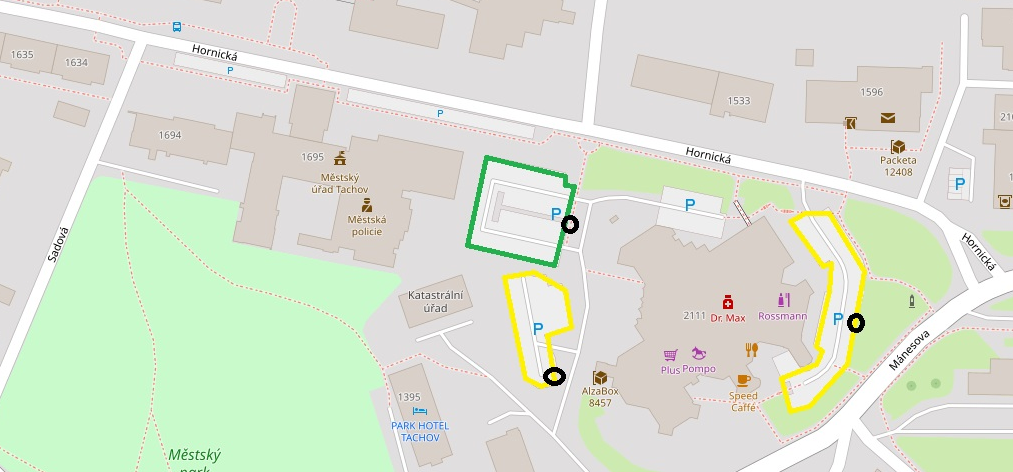 1635
1634
Hornická
P
P
1694
1695
Městský
úřad Tachov
Městská
policie
Sadová
1533
1596
Packeta
12408
Hornická
P
P
P
Hornická
Katastrální
úřad
P
2111
Dr. Max
Rossmann
P
Mánesova
Plus
Pompo
AlzaBox
8457
Speed
Caffé
1395
PARK HOTEL
TACHOV
Městský